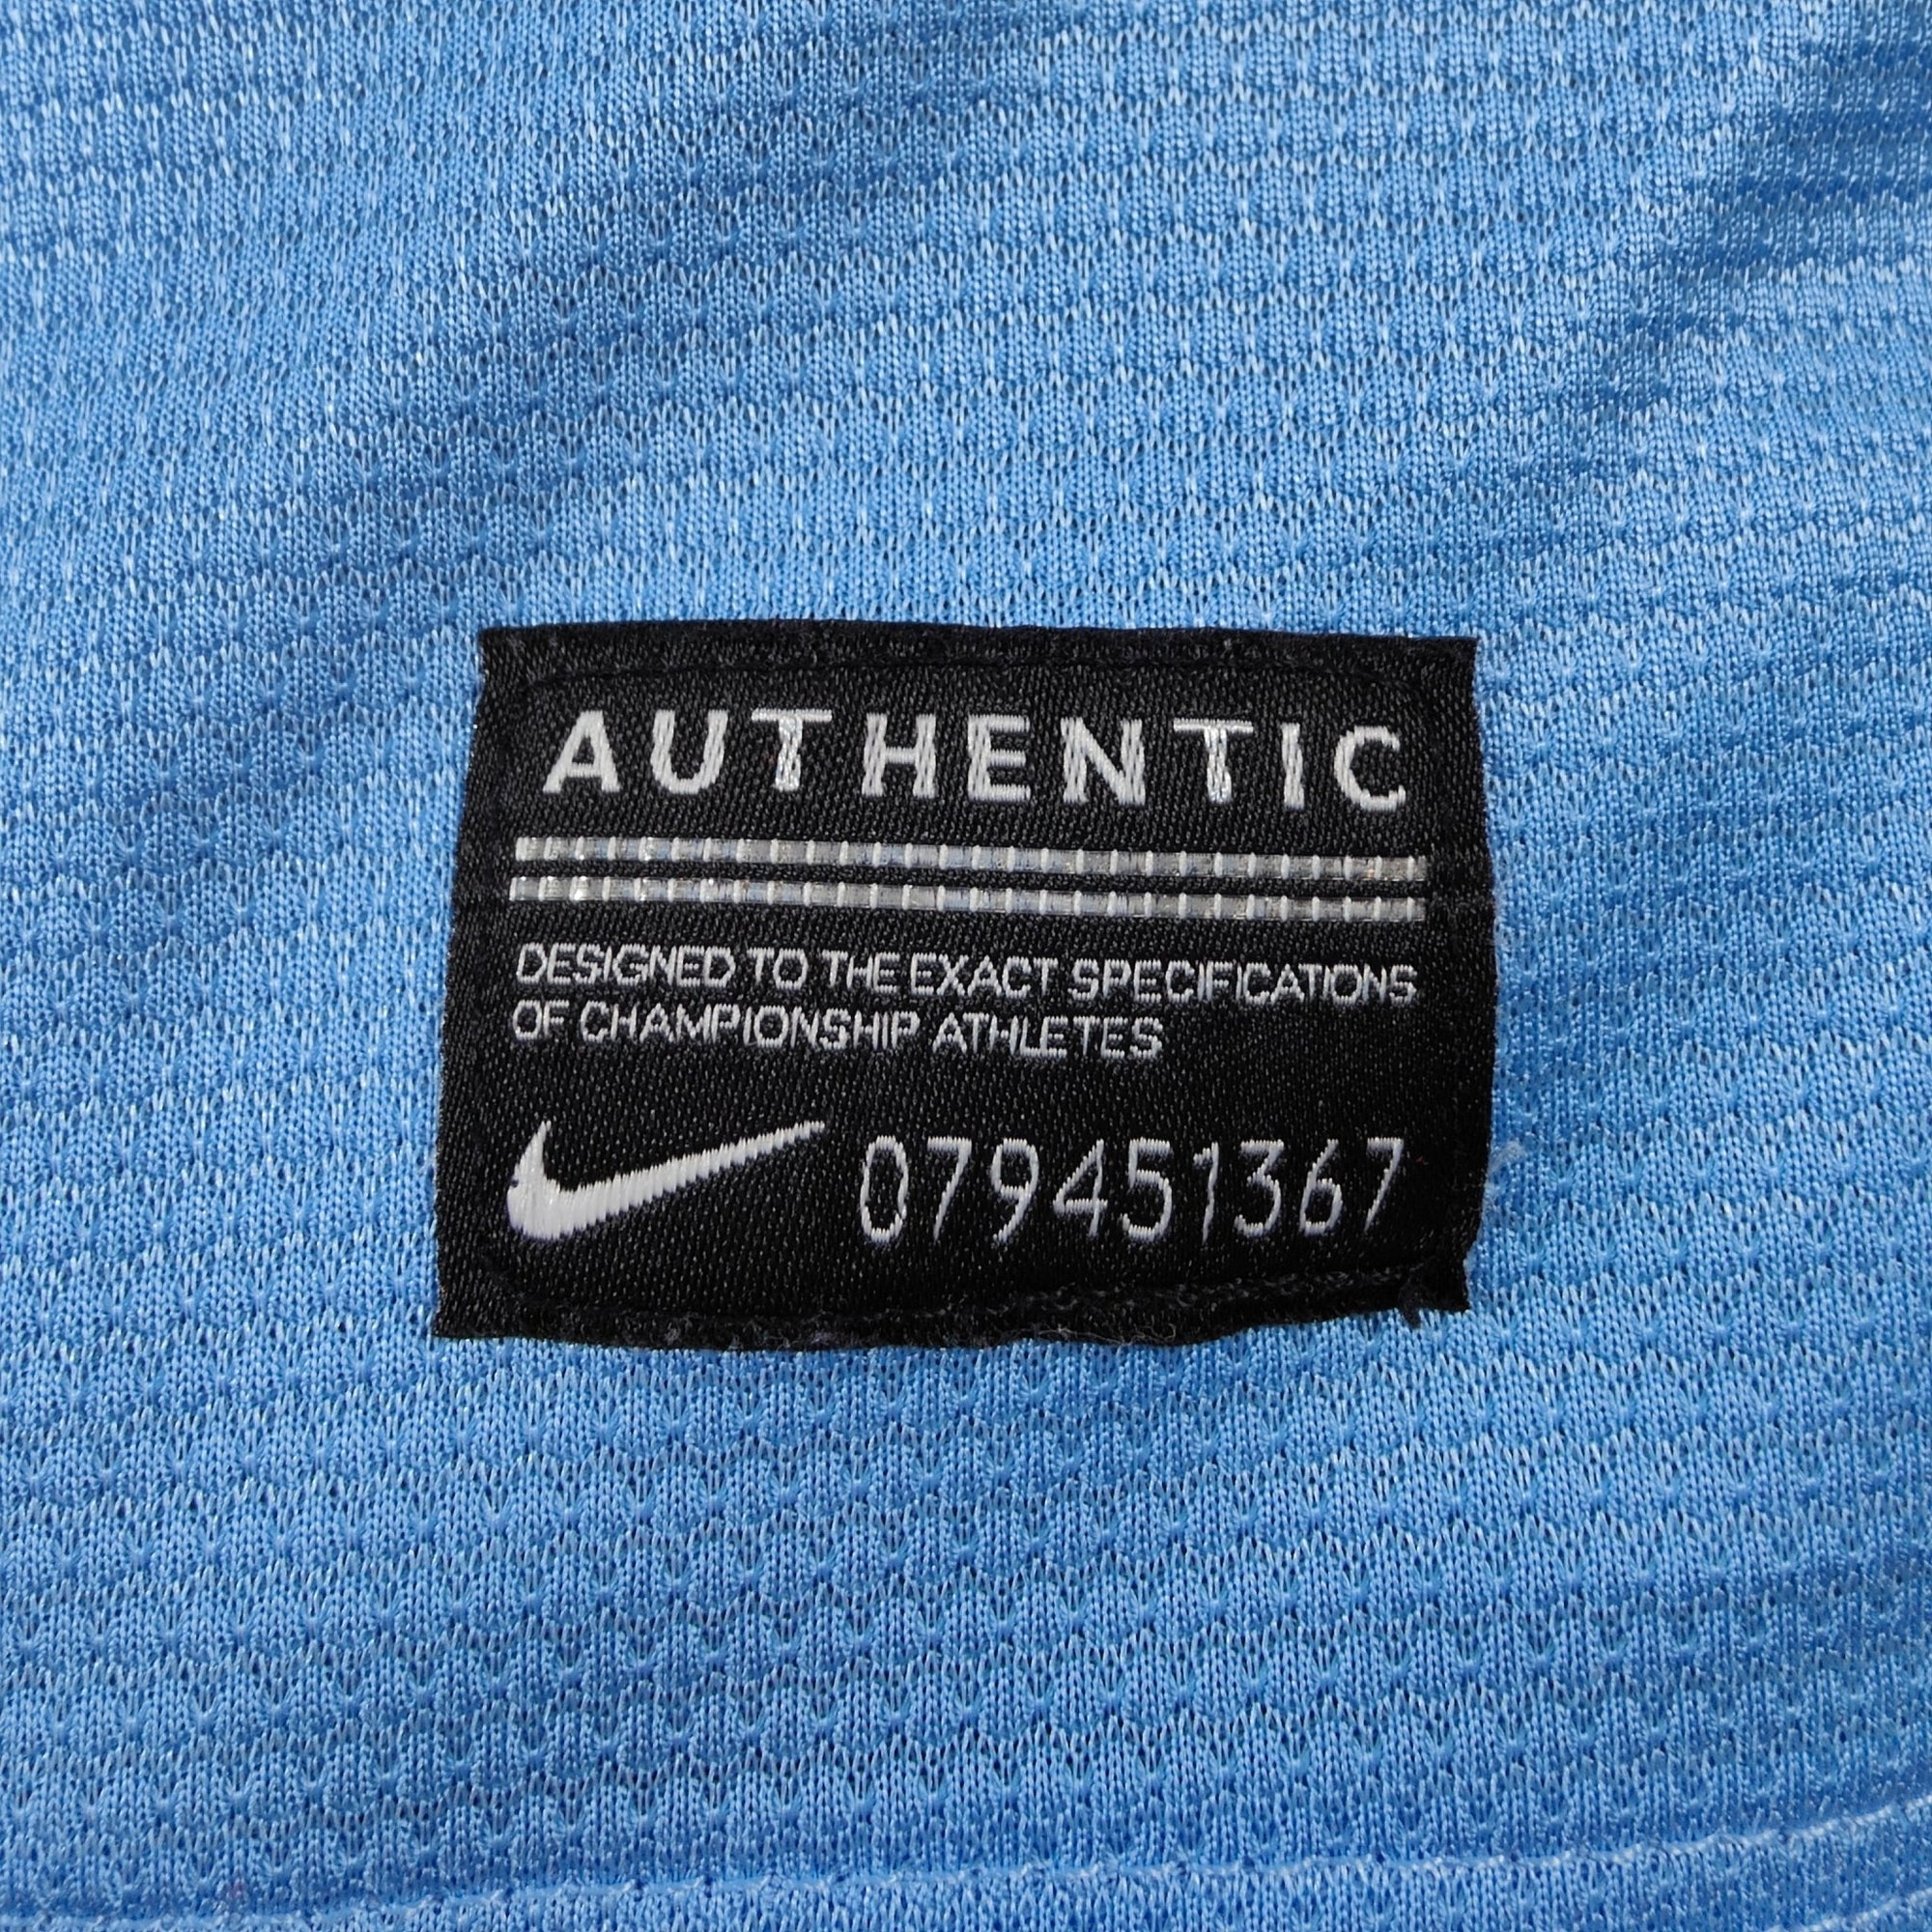 AUTHENTIC
DESIGNED TO THE EXACT SPECIFICATIONS
OF CHAMPIONSHIP ATHLETES
079451367